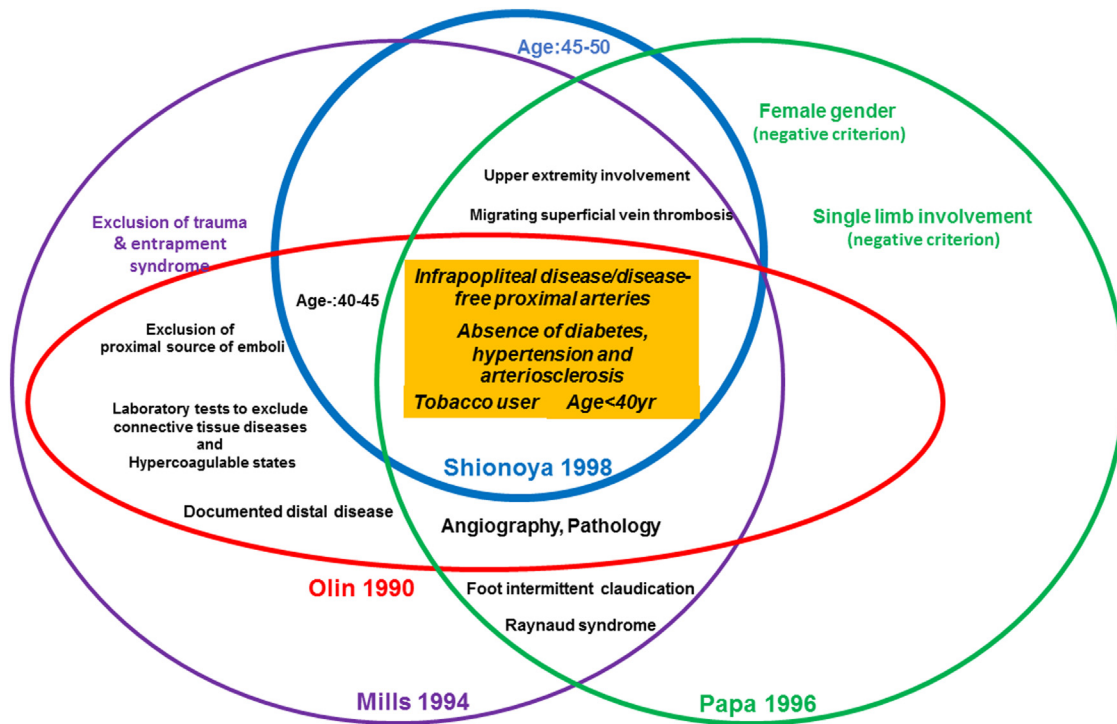 Age:45-50
Female gender
(negative criterion)
Upper extremity involvement
Migrating superficial vein thrombosis
Single limb involvement
(negative criterion)
Exclusion of trauma
& entrapment
syndrome
Infrapopliteal disease/disease-
free proximal arteries
Age-:40-45
Exclusion of
proximal source of emboli
Absence of diabetes,
hypertension and
arteriosclerosis
Tobacco user Age<40yr
Laboratory tests to exclude
connective tissue diseases
and
Hypercoagulable states
Shionoya 1998
Documented distal disease
Angiography, Pathology
Olin 1990
Foot intermittent claudication
Raynaud syndrome
Mills 1994
Papa 1996